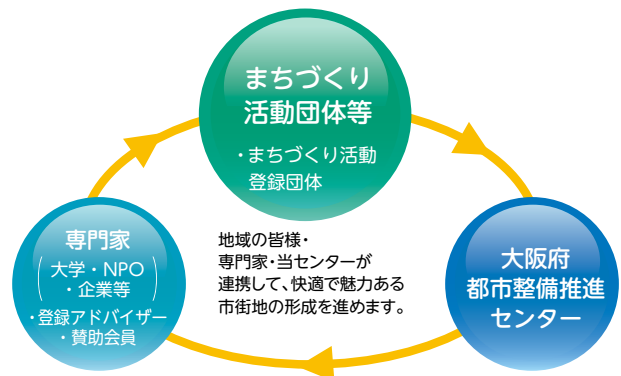 まちづくり
活動団体等
・まちづくり活動
登録団体
専門家
(大学・NPO
・企業等)
・登録アドバイザー
・賛助会員
地域の皆様・
専門家・当センターが
連携して、快適で魅力ある
市街地の形成を進めます。
大阪府
都市整備推進
センター